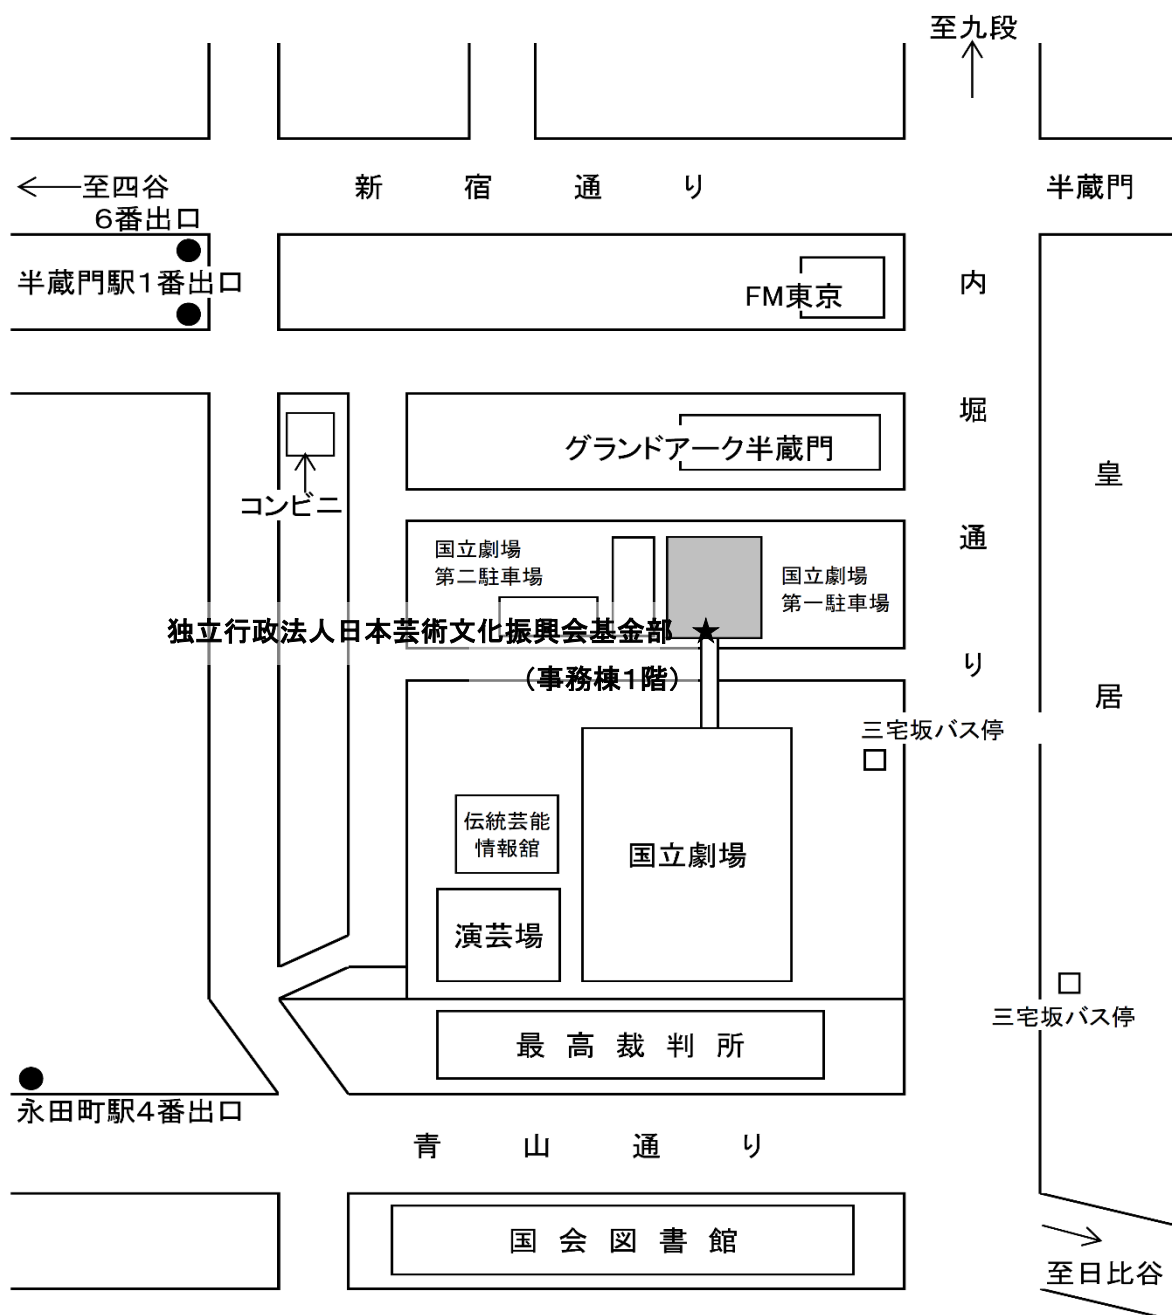 至九段
至四谷
新宿通り
半蔵門
6番出口
半蔵門駅1番出口
FM東京
内堀通り
グランドアーク半蔵門
皇居
コンビニ
国立劇場
第二駐車場
国立劇場
第一駐車場
独立行政法人日本芸術文化振興会基金部 ★
（事務棟1階）
三宅坂バス停
伝統芸能
情報舘
国立劇場
演芸場
三宅坂バス停
最高裁判所
永田町駅4番出口
青山通り
国会図書館
至日比谷